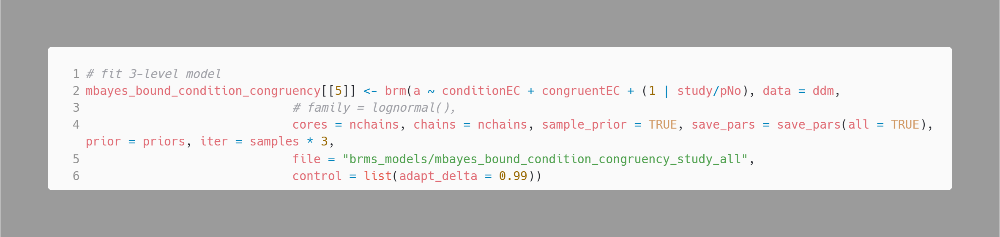 1 # fit 3-level model
2 mbayes_bound_condition_congruency[[5]] <- brm(a ~ conditionEC + congruentEC + (1 | study/pNo), data = ddm,
3 # family = lognormal(),
4 cores = nchains, chains = nchains, sample_prior = TRUE, save_pars = save_pars(all = TRUE),
prior = priors, iter = samples * 3,
5 file = "brms_models/mbayes_bound_condition_congruency_study_all",
6 control = list(adapt_delta = 0.99))